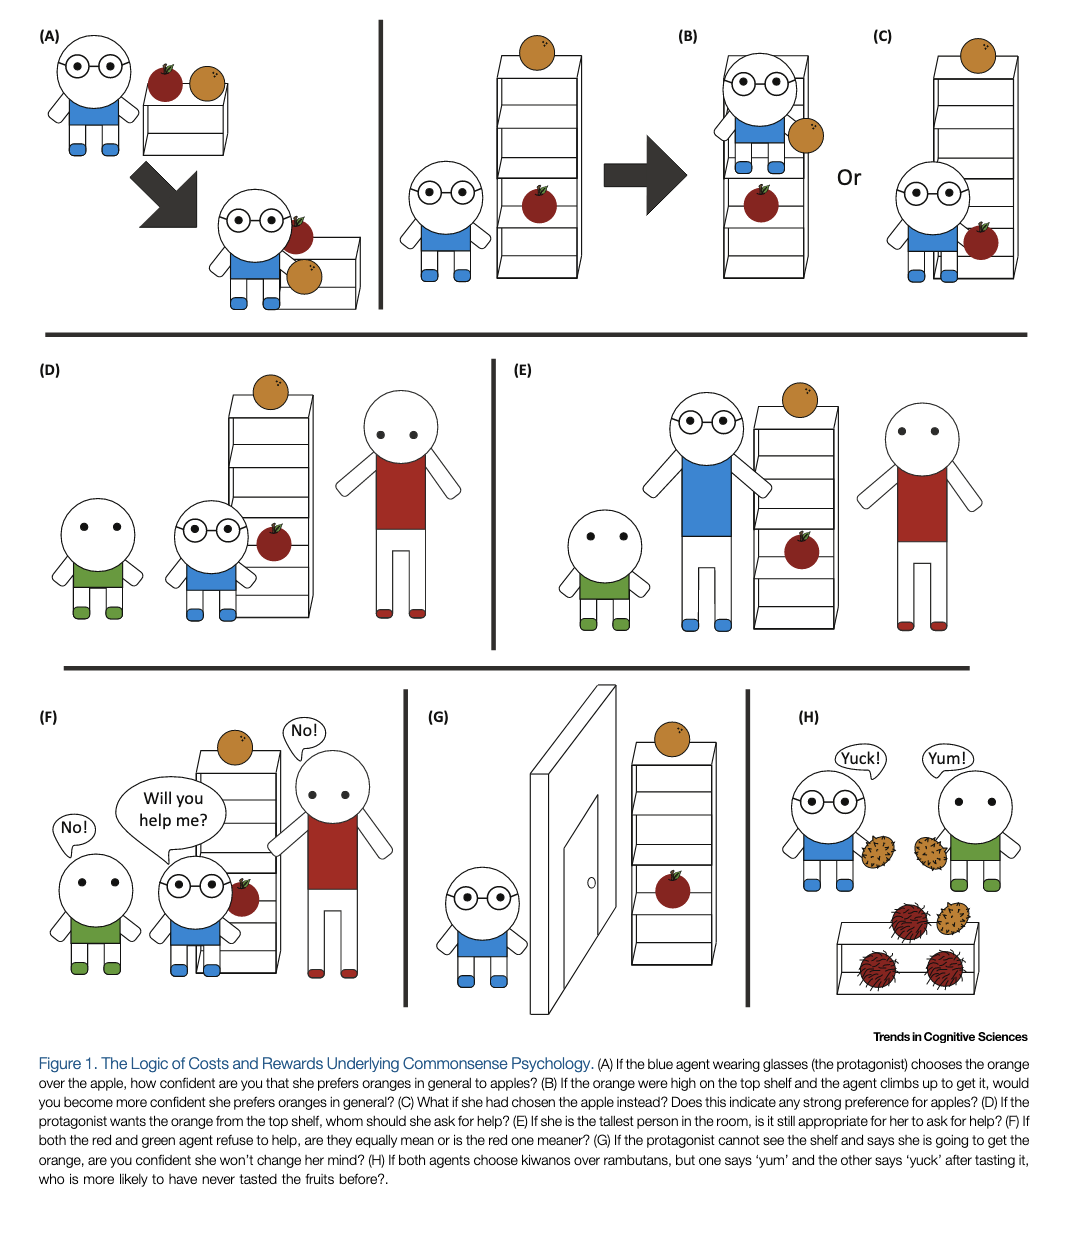 (A)
(B)
(C)
Or
(D)
(E)
(F)
No!
Will you
help me?
No!
(G)
(H)
Yuck!
Yum!
Trends in Cognitive Sciences
Figure 1. The Logic of Costs and Rewards Underlying Commonsense Psychology. (A) If the blue agent wearing glasses (the protagonist) chooses the orange
over the apple, how confident are you that she prefers oranges in general to apples? (B) If the orange were high on the top shelf and the agent climbs up to get it, would
you become more confident she prefers oranges in general? (C) What if she had chosen the apple instead? Does this indicate any strong preference for apples? (D) If the
protagonist wants the orange from the top shelf, whom should she ask for help? (E) If she is the tallest person in the room, is it still appropriate for her to ask for help? (F) If
both the red and green agent refuse to help, are they equally mean or is the red one meaner? (G) If the protagonist cannot see the shelf and says she is going to get the
orange, are you confident she won't change her mind? (H) If both agents choose kiwanos over rambutans, but one says 'yum' and the other says 'yuck' after tasting it,
who is more likely to have never tasted the fruits before?.